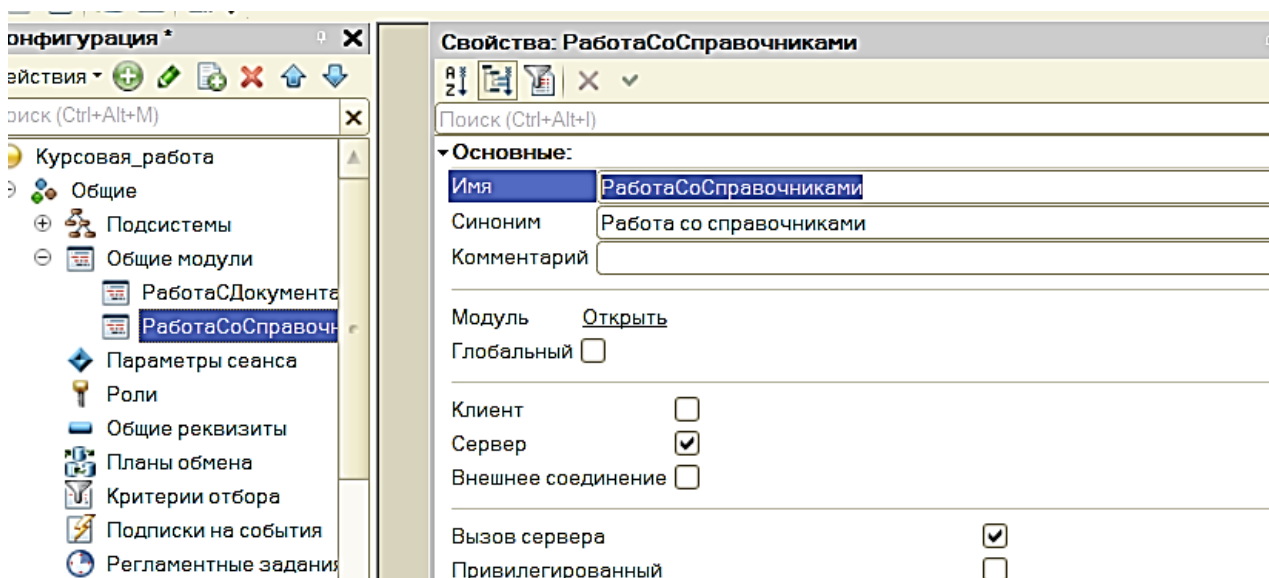 онфигурация *
ействия
оиск (Ctrl+Alt+M)
Курсовая_работа
Общие
Подсистемы
Общие модули
РаботаСДокумента
РаботаСоСправочн
Параметры сеанса
Роли
Общие реквизиты
Планы обмена
Критерии отбора
Подписки на события
Регламентные задания
Свойства: РаботаСоСправочниками
Поиск (Ctrl+Alt+I)
Основные:
Имя РаботаСоСправочниками
Синоним Работа со справочниками
Комментарий
Модуль Открыть
Глобальный
Клиент
Сервер
Внешнее соединение
Вызов сервера
Привилегированный